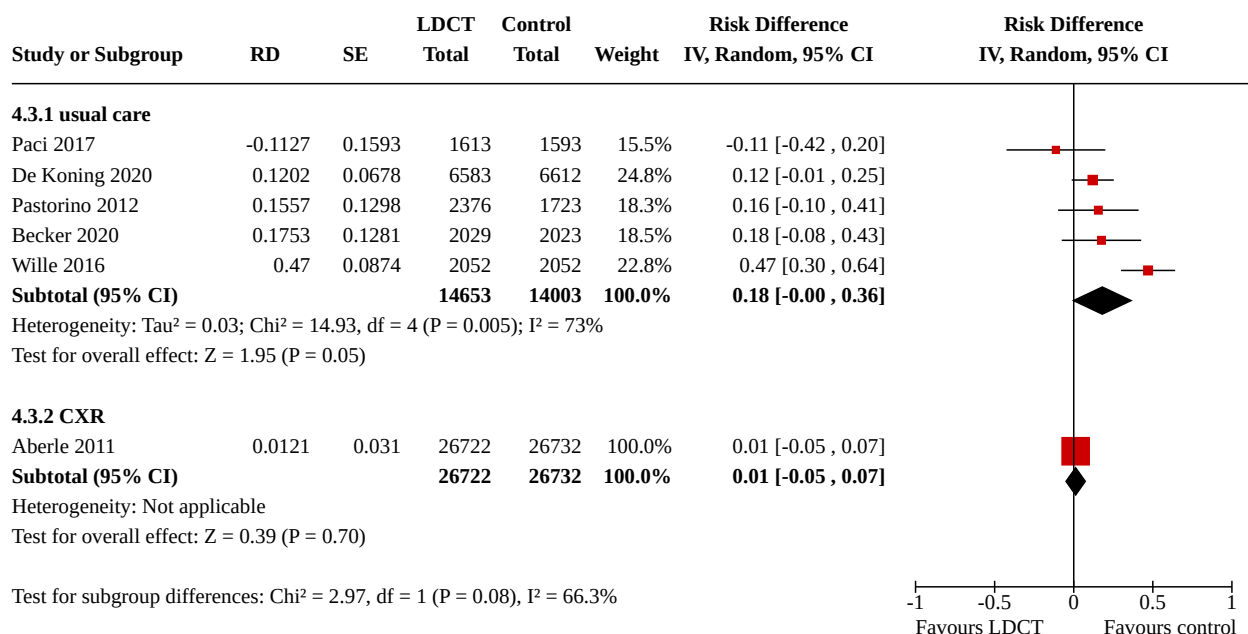 LDCT Control Risk Difference Risk Difference
Study or Subgroup RD SE Total Total Weight IV, Random, 95% CI IV, Random, 95% CI
4.3.1 usual care
Paci 2017 -0.1127 0.1593 1613 1593 15.5% -0.11 [-0.42 , 0.20]
De Koning 2020 0.1202 0.0678 6583 6612 24.8% 0.12 [-0.01 , 0.25]
Pastorino 2012 0.1557 0.1298 2376 1723 18.3% 0.16 [-0.10 , 0.41]
Becker 2020 0.1753 0.1281 2029 2023 18.5% 0.18 [-0.08 , 0.43]
Wille 2016 0.47 0.0874 2052 2052 22.8% 0.47 [0.30 , 0.64]
Subtotal (95% CI) 14653 14003 100.0% 0.18 [-0.00 , 0.36]
Heterogeneity: Tau² = 0.03; Chi² = 14.93, df = 4 (P = 0.005); I² = 73%
Test for overall effect: Z = 1.95 (P = 0.05)
4.3.2 CXR
Aberle 2011 0.0121 0.031 26722 26732 100.0% 0.01 [-0.05 , 0.07]
Subtotal (95% CI) 26722 26732 100.0% 0.01 [-0.05 , 0.07]
Heterogeneity: Not applicable
Test for overall effect: Z = 0.39 (P = 0.70)
Test for subgroup differences: Chi² = 2.97, df = 1 (P = 0.08), I² = 66.3%
-1 -0.5 0 0.5 1
Favours LDCT Favours control